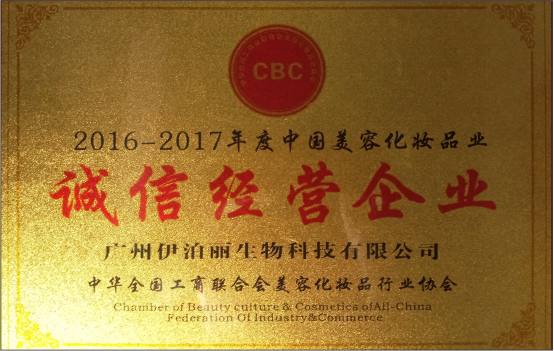 CBC
2016-2017年度中国美容化妆品业
诚信经营企业
广州伊泊丽生物科技有限公司
中华全国工商联合会美容化妆品行业协会
Chamber of Beauty culture & Cosmetics ofAll-China
Federation Of Industry&Commerce